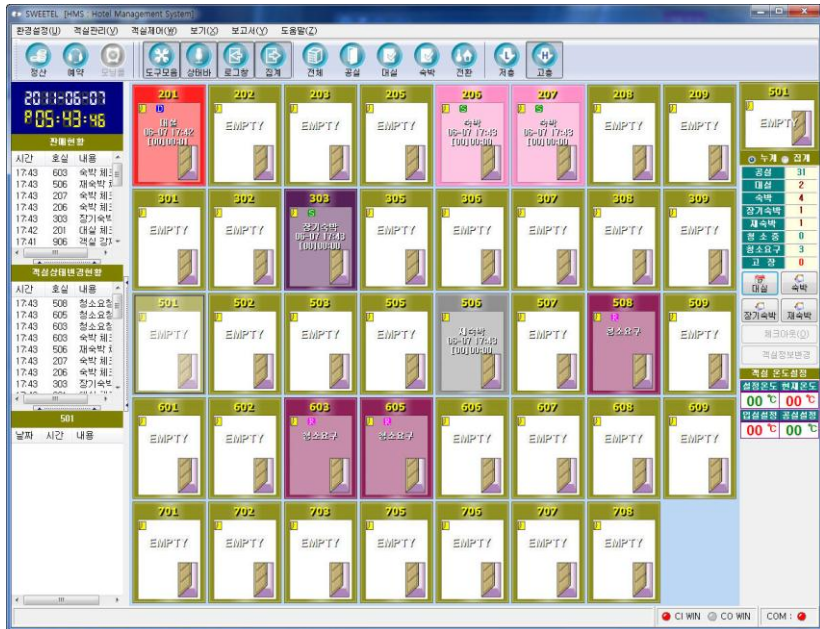 SWEETEL [HMS : Hotel Management System]
환경설정(U) 객실관리(V) 객실제어(W) 보기(X) 보고서(Y) 도움말(Z)
정산 예약 도구모음 상태바 로그창 집계 전체 공실 대실 숙박 전환 저층 고층
2011-06-07
P 05:43:46
판매현황
시간 호실 내용
17:43 603 숙박 체
17:43 506 재숙박
17:43 207 숙박 체
17:43 206 숙박 체
17:43 303 장기숙박
17:42 201 대실 체
17:41 906 객실
객실상태변경현황
시간 호실 내용
17:43 508 청소요청
17:43 605 청소요청
17:43 603 청소요청
17:43 603 숙박 체
17:43 506 재숙박
17:43 207 숙박 체
17:43 206 숙박 체
17:43 303 장기숙박
501
날짜 시간 내용
201 202 203 205 206 207 208 209
대실
06-07 17:42
[00]00:01
EMPTY EMPTY EMPTY
숙박
06-07 17:43
[00]00:00
숙박
06-07 17:43
[00]00:00
EMPTY EMPTY
301 302 303 305 306 307 308 309
EMPTY EMPTY
장기숙박
06-07 17:43
[00]00:00
EMPTY EMPTY EMPTY EMPTY EMPTY
501 502 503 505 506 507 508 509
EMPTY EMPTY EMPTY EMPTY
재숙박
06-07 17:43
[00]00:00
EMPTY
청소요구
EMPTY
601 602 603 605 606 607 608 609
EMPTY EMPTY
청소요구
청소요구
EMPTY EMPTY EMPTY EMPTY
701 702 703 705 706 707 708
EMPTY EMPTY EMPTY EMPTY EMPTY EMPTY EMPTY
501
EMPTY
누계 집계
공실 31
대실 2
숙박 4
장기숙박 1
재숙박 1
청소중 0
청소요구 3
고장 0
대실 숙박
장기숙박 재숙박
체크아웃(O)
객실정보변경
객실 온도설정
설정온도 현재온도
00 ℃ 00 ℃
입실설정 공실설정
00 ℃ 00 ℃
CI WIN CO WIN COM :